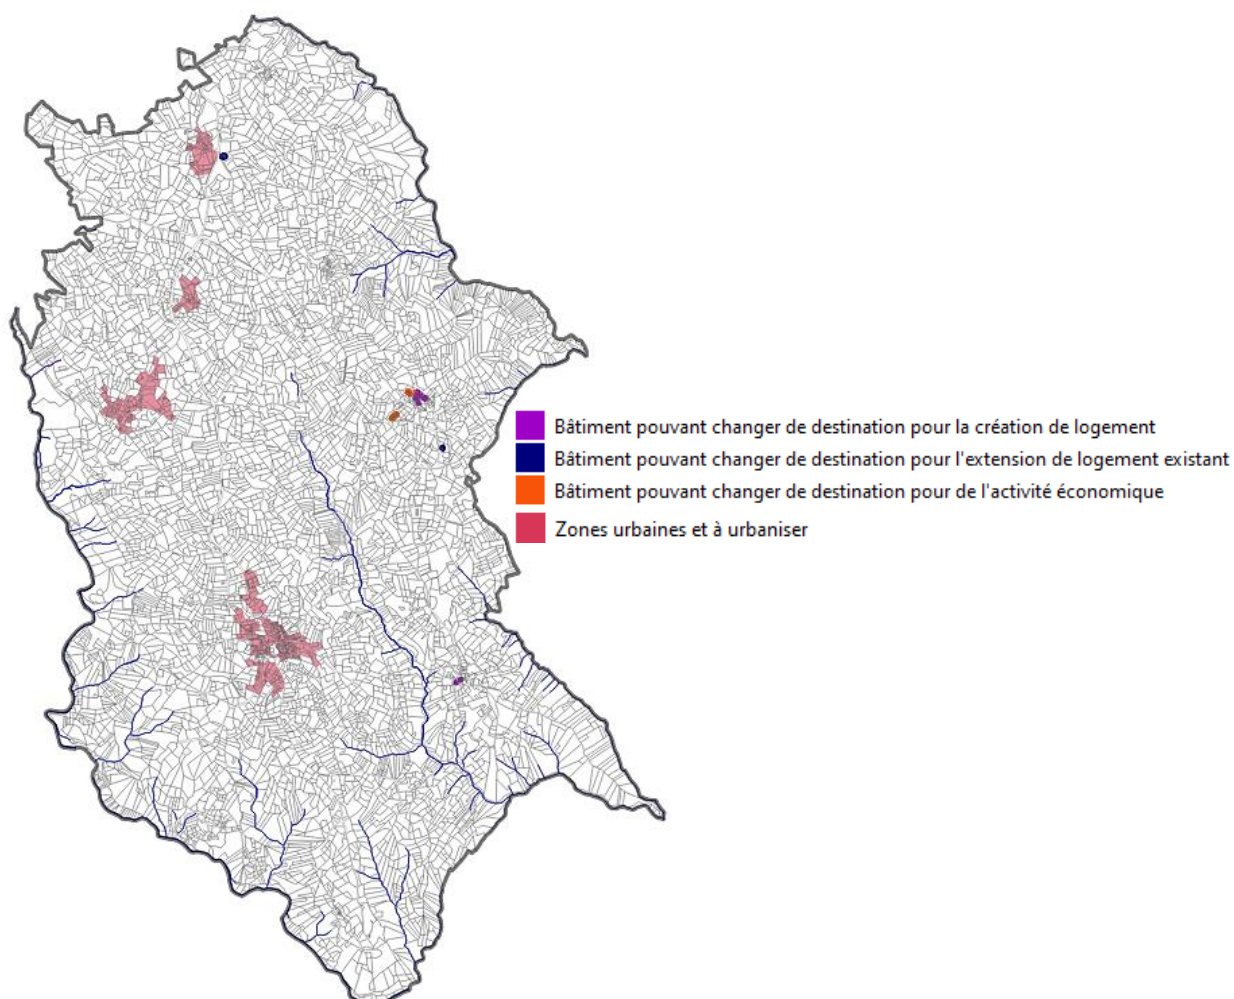 Bâtiment pouvant changer de destination pour la création de logement
Bâtiment pouvant changer de destination pour l'extension de logement existant
Bâtiment pouvant changer de destination pour de l'activité économique
Zones urbaines et à urbaniser